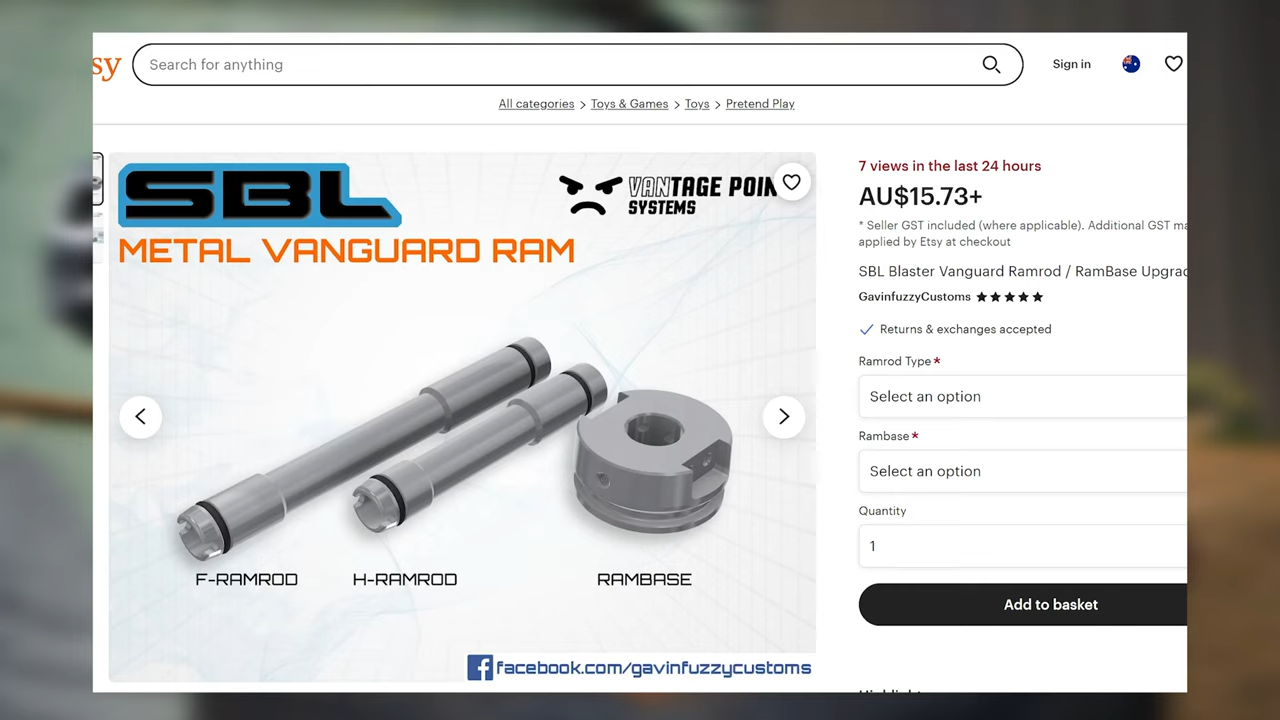 sy
Search for anything
Sign in
All categories > Toys & Games > Toys > Pretend Play
SBL
METAL VANGUARD RAM
VANTAGE POIN
SYSTEMS
F-RAMROD
H-RAMROD
RAMBASE
facebook.com/gavinfuzzycustoms
7 views in the last 24 hours
AU$15.73+
* Seller GST included (where applicable). Additional GST ma
applied by Etsy at checkout
SBL Blaster Vanguard Ramrod / RamBase Upgrad
GavinfuzzyCustoms
Returns & exchanges accepted
Ramrod Type *
Select an option
Rambase *
Select an option
Quantity
1
Add to basket